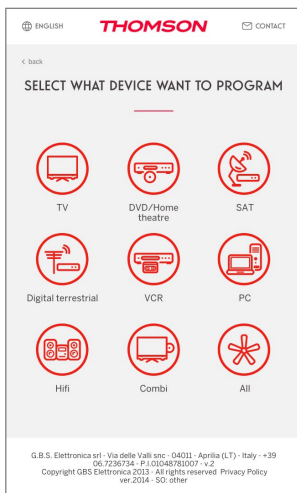 ENGLISH THOMSON CONTACT
< back
SELECT WHAT DEVICE WANT TO PROGRAM
TV DVD/Home SAT
theatre
Digital terrestrial VCR PC
Hifi Combi All
G.B.S. Elettronica srl - Via delle Valli snc - 04011 - Aprilia (LT) - Italy - +39
06.7236734 - P.I.01048781007 - v.2
Copyright GBS Elettronica 2013 - All rights reserved Privacy Policy
ver.2014 - SO: other